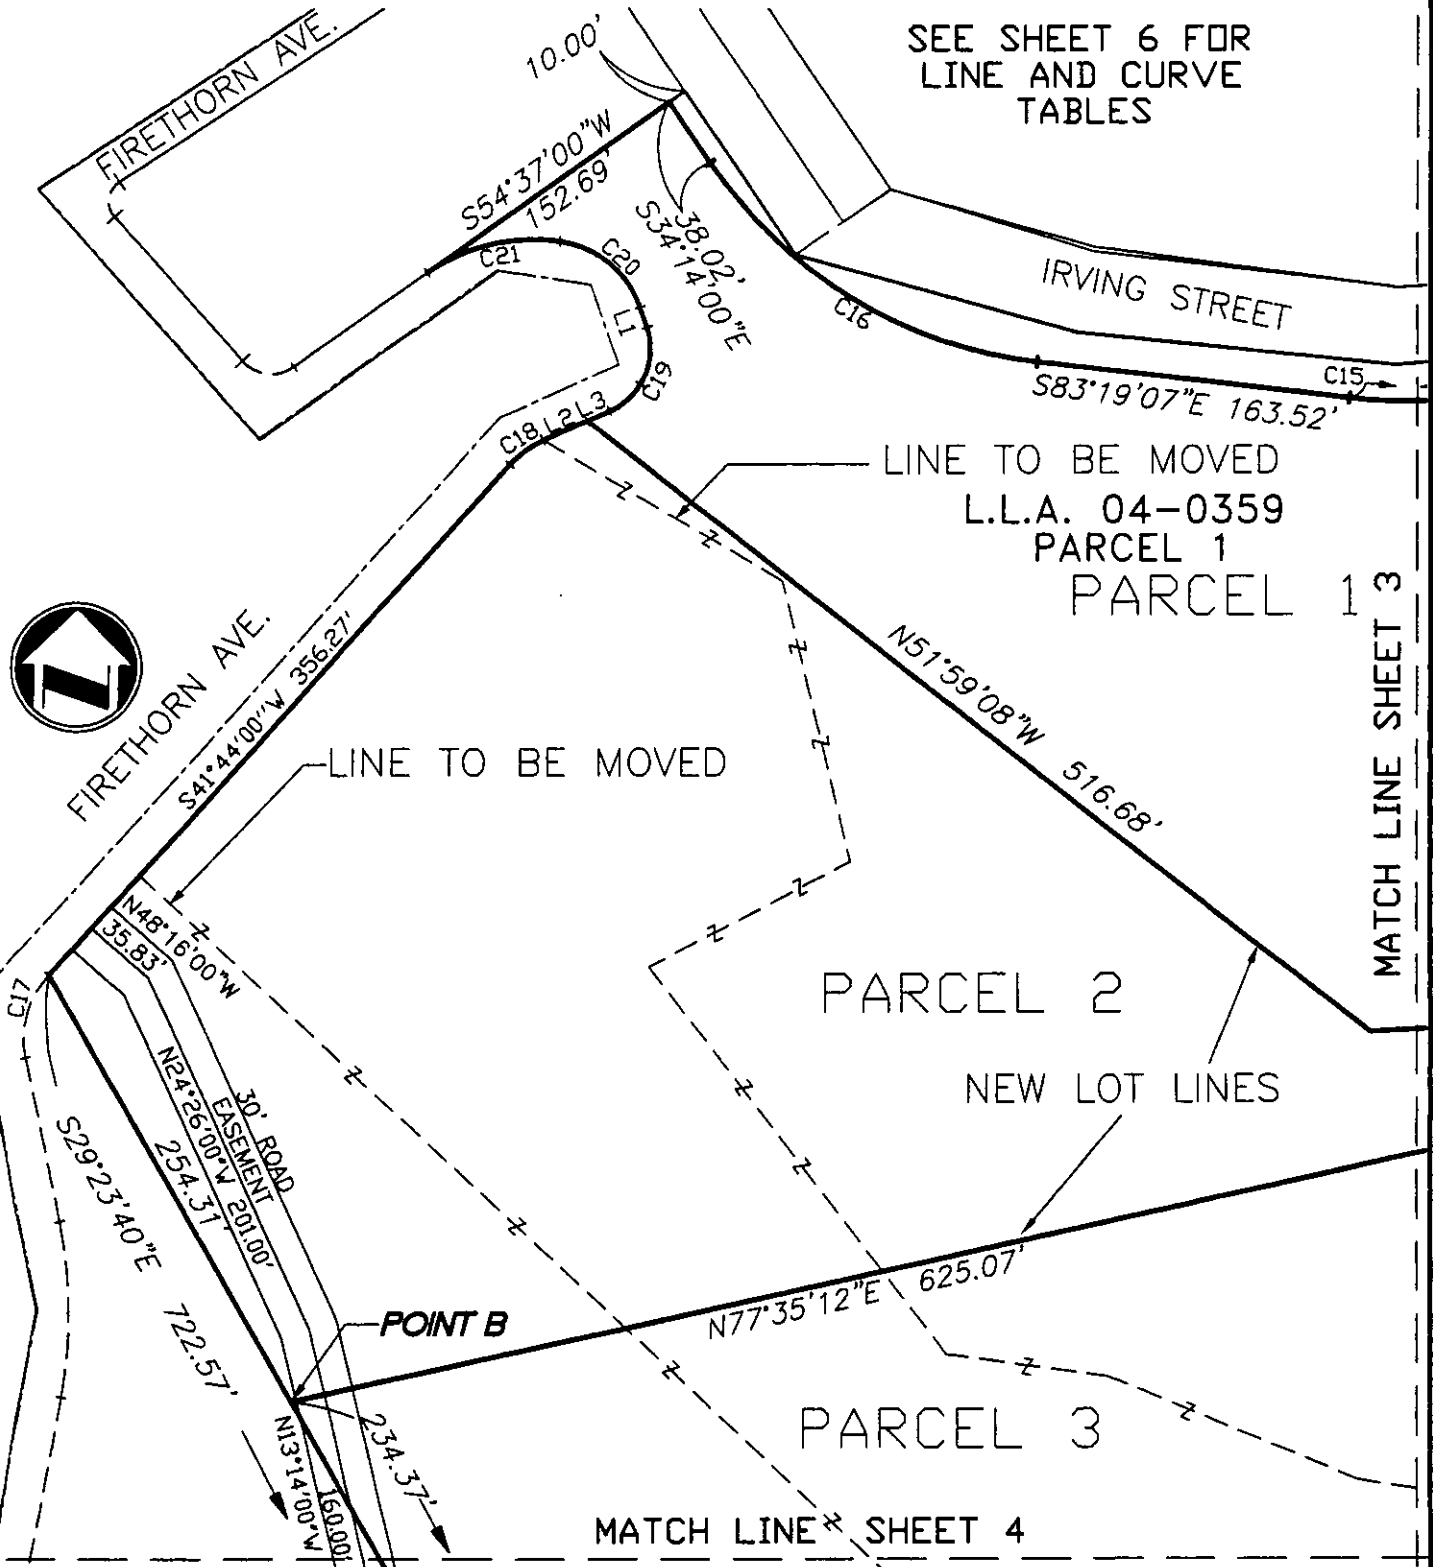 FIRETHORN AVE.
10.00'
SEE SHEET 6 FOR
LINE AND CURVE
TABLES
S54°37'00"W
152.69'
38.02'
S34°14'00"E
C21
C20
L1
C19
L3
L2
C18
C16
IRVING STREET
C15
S83°19'07"E 163.52'
LINE TO BE MOVED
L.L.A. 04-0359
PARCEL 1
PARCEL 1
MATCH LINE SHEET 3
N51°59'08"W 516.68'
FIRETHORN AVE.
S41°44'00"W 356.27'
LINE TO BE MOVED
N48°16'00"W
35.83'
C17
PARCEL 2
NEW LOT LINES
30' ROAD
EASEMENT
N24°26'00"W 201.00'
254.31'
S29°23'40"E 722.57'
POINT B
N77°35'12"E 625.07'
234.37'
N13°14'00"W 160.00'
PARCEL 3
MATCH LINE SHEET 4